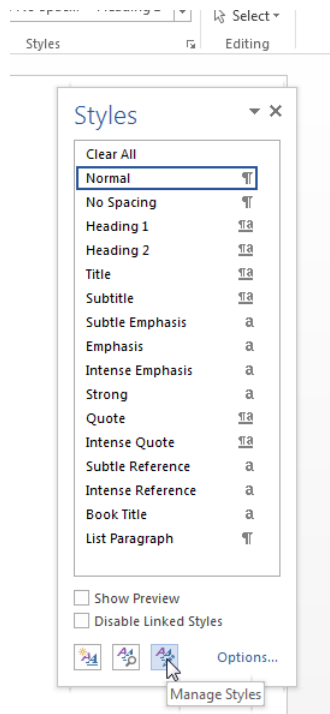 Select
Styles
Editing
Styles
Clear All
Normal ¶
No Spacing ¶
Heading 1 ¶a
Heading 2 ¶a
Title ¶a
Subtitle ¶a
Subtle Emphasis a
Emphasis a
Intense Emphasis a
Strong a
Quote ¶a
Intense Quote ¶a
Subtle Reference a
Intense Reference a
Book Title a
List Paragraph ¶
Show Preview
Disable Linked Styles
Options...
Manage Styles